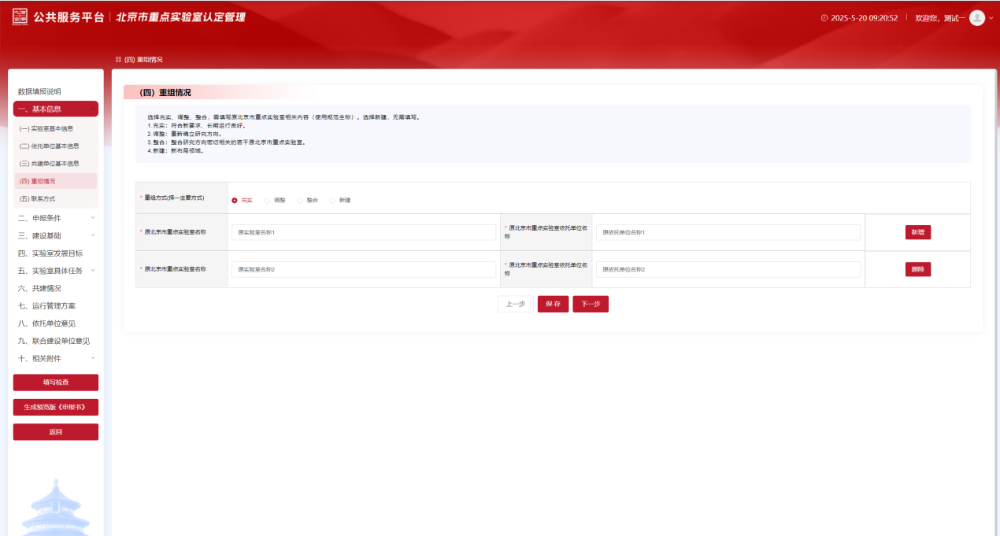 公共服务平台 北京市重点实验室认定管理
2025-5-20 09:20:52 欢迎您，测试一
(四) 重组情况
数据填报说明
一、基本信息
(一) 实验室基本信息
(二) 依托单位基本信息
(三) 共建单位基本信息
(四) 重组情况
(五) 联系方式
二、申报条件
三、建设基础
四、实验室发展目标
五、实验室具体任务
六、共建情况
七、运行管理方案
八、依托单位意见
九、联合建设单位意见
十、相关附件
填写检查
生成预览版《申报书》
返回
（四）重组情况
选择充实、调整、整合，需填写原北京市重点实验室相关内容（使用规范全称）。选择新建，无需填写。
1.充实：符合新要求、长期运行良好。
2.调整：重新确立研究方向。
3.整合：整合研究方向密切相关的若干原北京市重点实验室。
4.新建：新布局领域。
* 重组方式(择一主要方式) 充实 调整 整合 新建
* 原北京市重点实验室名称 原实验室名称1 * 原北京市重点实验室依托单位名称 原依托单位名称1 新增
* 原北京市重点实验室名称 原实验室名称2 * 原北京市重点实验室依托单位名称 原依托单位名称2 删除
上一步 保存 下一步